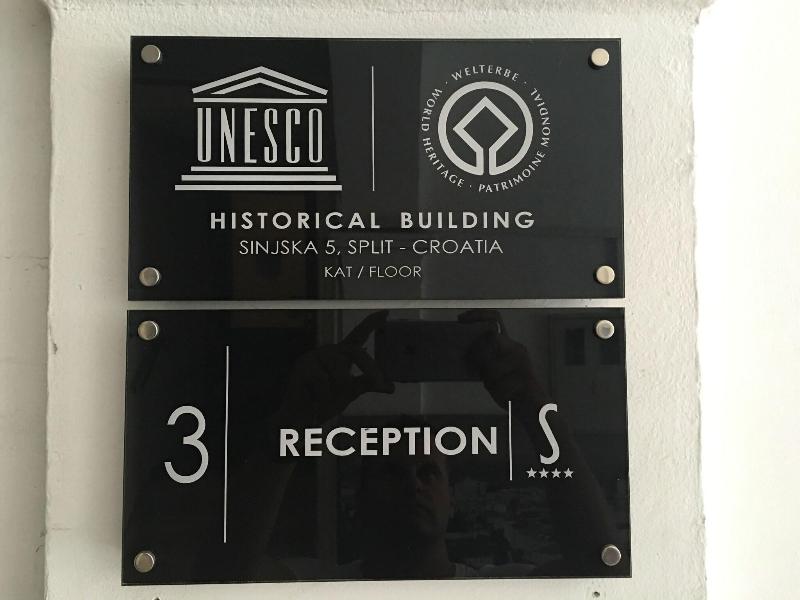 UNESCO
· WELTERBE · WORLD HERITAGE · PATRIMOINE MONDIAL
HISTORICAL BUILDING
SINJSKA 5, SPLIT - CROATIA
KAT / FLOOR
3
RECEPTION
S